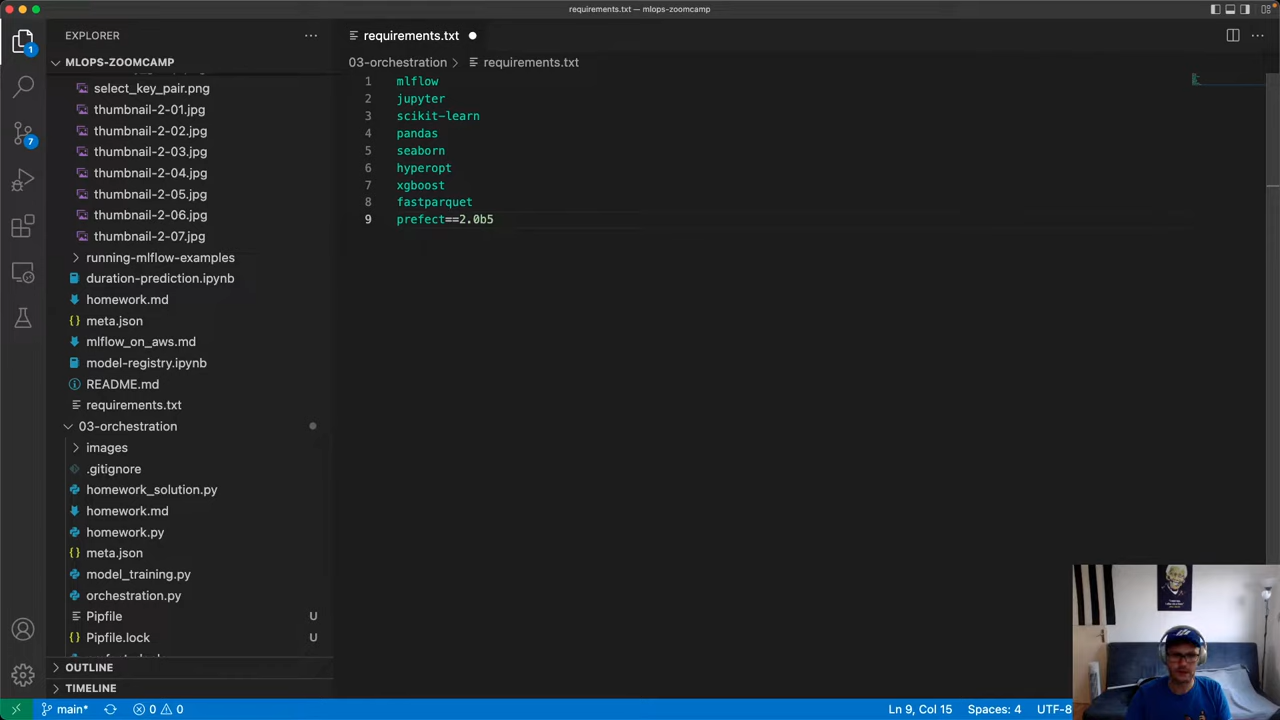 requirements.txt — mlops-zoomcamp
EXPLORER
requirements.txt
MLOPS-ZOOMCAMP
03-orchestration
requirements.txt
select_key_pair.png
thumbnail-2-01.jpg
thumbnail-2-02.jpg
thumbnail-2-03.jpg
thumbnail-2-04.jpg
thumbnail-2-05.jpg
thumbnail-2-06.jpg
thumbnail-2-07.jpg
running-mlflow-examples
duration-prediction.ipynb
homework.md
meta.json
mlflow_on_aws.md
model-registry.ipynb
README.md
requirements.txt
03-orchestration
images
.gitignore
homework_solution.py
homework.md
homework.py
meta.json
model_training.py
orchestration.py
Pipfile U
Pipfile.lock U
OUTLINE
TIMELINE
1 mlflow
2 jupyter
3 scikit-learn
4 pandas
5 seaborn
6 hyperopt
7 xgboost
8 fastparquet
9 prefect==2.0b5
1
7
main* 0 0
Ln 9, Col 15 Spaces: 4 UTF-8